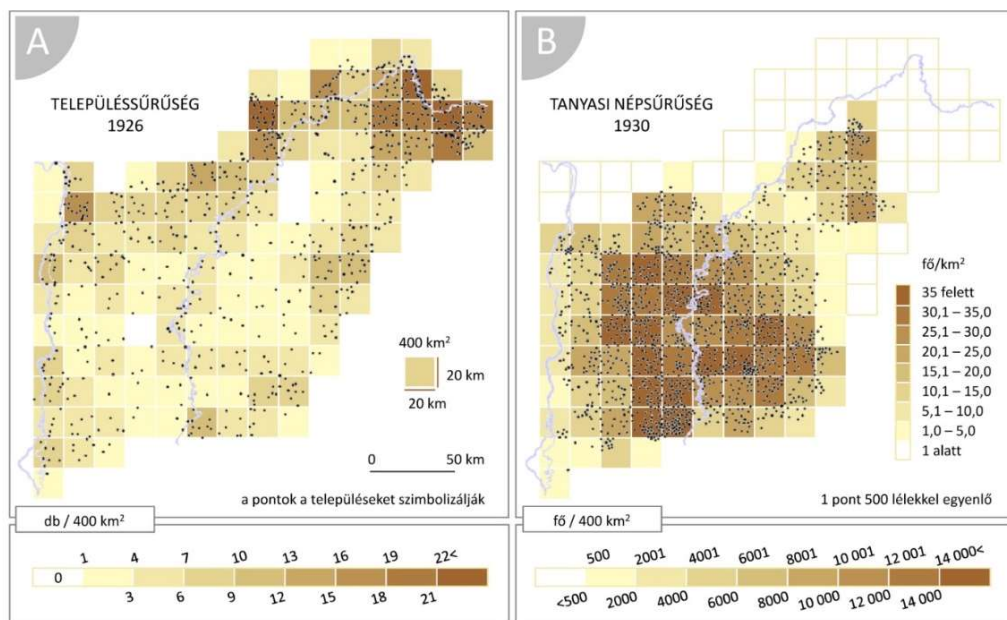 A
TELEPÜLÉSSŰRŰSÉG
1926
400 km²
20 km
20 km
0 50 km
a pontok a településeket szimbolizálják
db / 400 km²
1 4 7 10 13 16 19 22<
0
3 6 9 12 15 18 21
B
TANYASI NÉPSŰRŰSÉG
1930
fő/km²
35 felett
30,1 – 35,0
25,1 – 30,0
20,1 – 25,0
15,1 – 20,0
10,1 – 15,0
5,1 – 10,0
1,0 – 5,0
1 alatt
1 pont 500 lélekkel egyenlő
fő / 400 km²
500 2001 4001 6001 8001 10 001 12 001 14 000<
<500 2000 4000 6000 8000 10 000 12 000 14 000